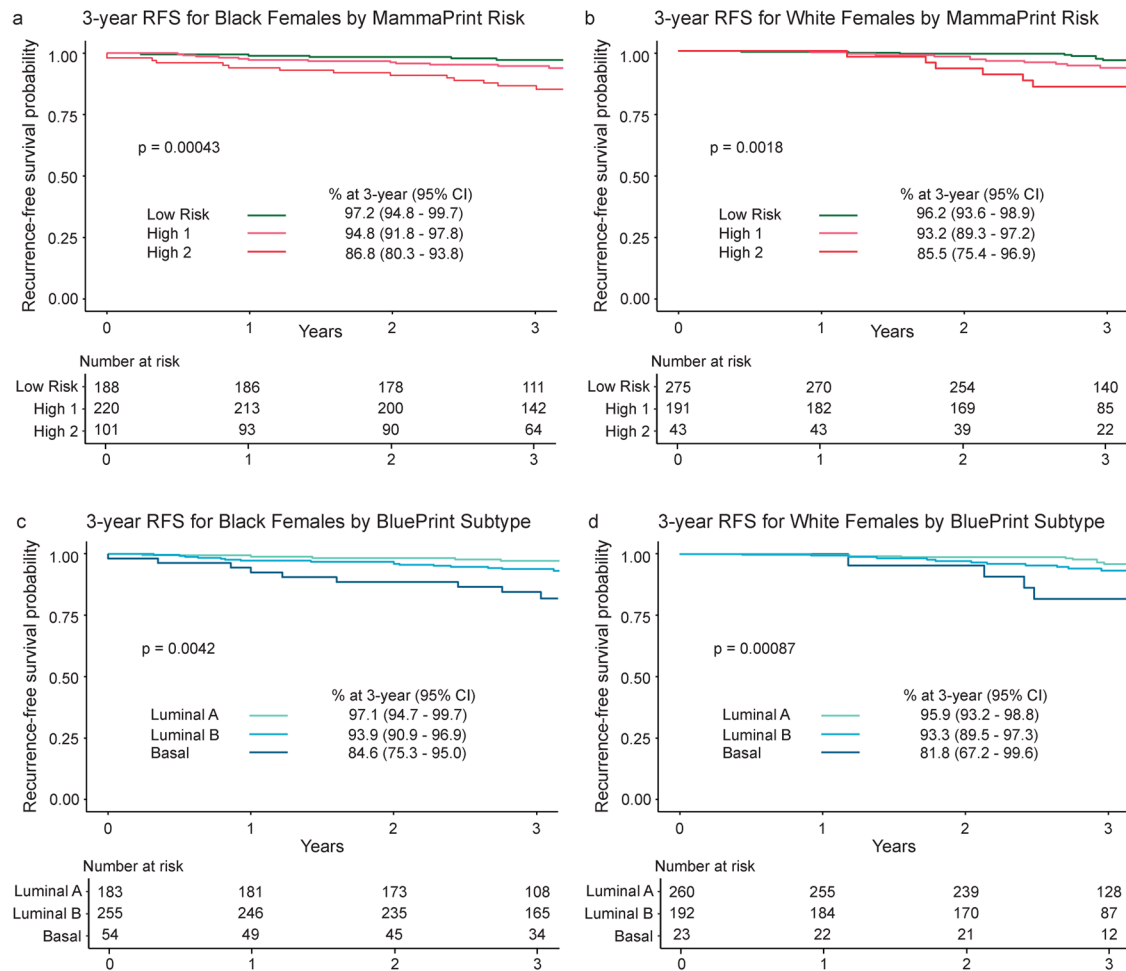 a
3-year RFS for Black Females by MammaPrint Risk
Recurrence-free survival probability
1.00
0.75
0.50
0.25
0.00
p = 0.00043
% at 3-year (95% CI)
Low Risk 97.2 (94.8 - 99.7)
High 1 94.8 (91.8 - 97.8)
High 2 86.8 (80.3 - 93.8)
0 1 2 3
Years
Number at risk
Low Risk 188 186 178 111
High 1 220 213 200 142
High 2 101 93 90 64
0 1 2 3
b
3-year RFS for White Females by MammaPrint Risk
Recurrence-free survival probability
1.00
0.75
0.50
0.25
0.00
p = 0.0018
% at 3-year (95% CI)
Low Risk 96.2 (93.6 - 98.9)
High 1 93.2 (89.3 - 97.2)
High 2 85.5 (75.4 - 96.9)
0 1 2 3
Years
Number at risk
Low Risk 275 270 254 140
High 1 191 182 169 85
High 2 43 43 39 22
0 1 2 3
c
3-year RFS for Black Females by BluePrint Subtype
Recurrence-free survival probability
1.00
0.75
0.50
0.25
0.00
p = 0.0042
% at 3-year (95% CI)
Luminal A 97.1 (94.7 - 99.7)
Luminal B 93.9 (90.9 - 96.9)
Basal 84.6 (75.3 - 95.0)
0 1 2 3
Years
Number at risk
Luminal A 183 181 173 108
Luminal B 255 246 235 165
Basal 54 49 45 34
0 1 2 3
d
3-year RFS for White Females by BluePrint Subtype
Recurrence-free survival probability
1.00
0.75
0.50
0.25
0.00
p = 0.00087
% at 3-year (95% CI)
Luminal A 95.9 (93.2 - 98.8)
Luminal B 93.3 (89.5 - 97.3)
Basal 81.8 (67.2 - 99.6)
0 1 2 3
Years
Number at risk
Luminal A 260 255 239 128
Luminal B 192 184 170 87
Basal 23 22 21 12
0 1 2 3